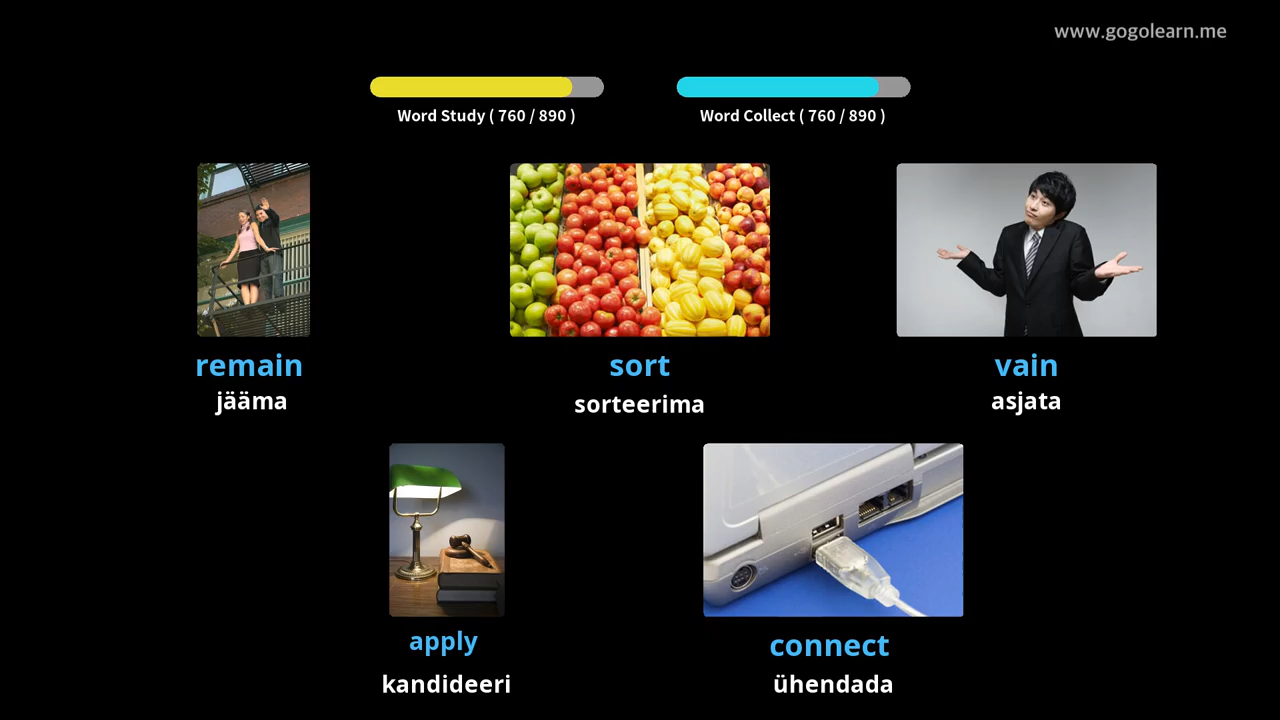 www.gogolearn.me
Word Study ( 760 / 890 )
Word Collect ( 760 / 890 )
remain
jääma
sort
sorteerima
vain
asjata
apply
kandideeri
connect
ühendada